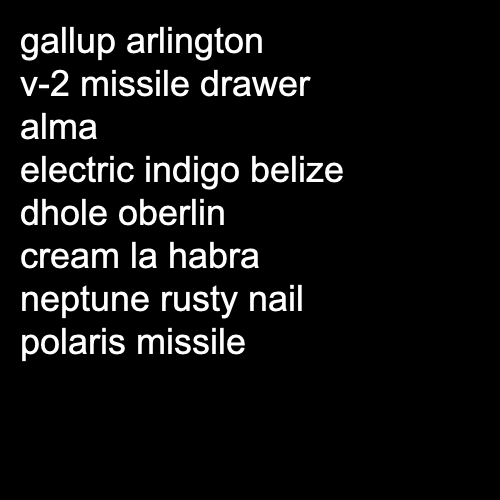 gallup arlington
v-2 missile drawer
alma
electric indigo belize
dhole oberlin
cream la habra
neptune rusty nail
polaris missile